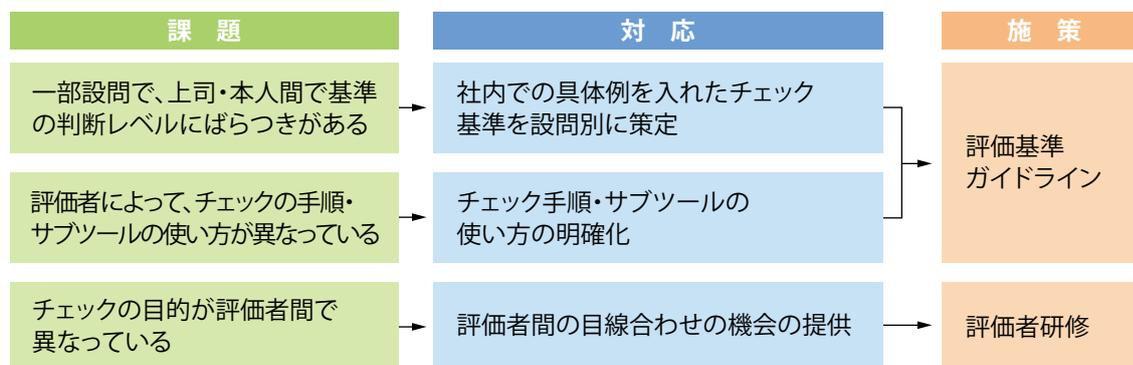 課　題
対　応
施　策
一部設問で、上司・本人間で基準
の判断レベルにばらつきがある
社内での具体例を入れたチェック
基準を設問別に策定
評価基準
ガイドライン
評価者によって、チェックの手順・
サブツールの使い方が異なっている
チェック手順・サブツールの
使い方の明確化
チェックの目的が評価者間で
異なっている
評価者間の目線合わせの機会の提供
評価者研修